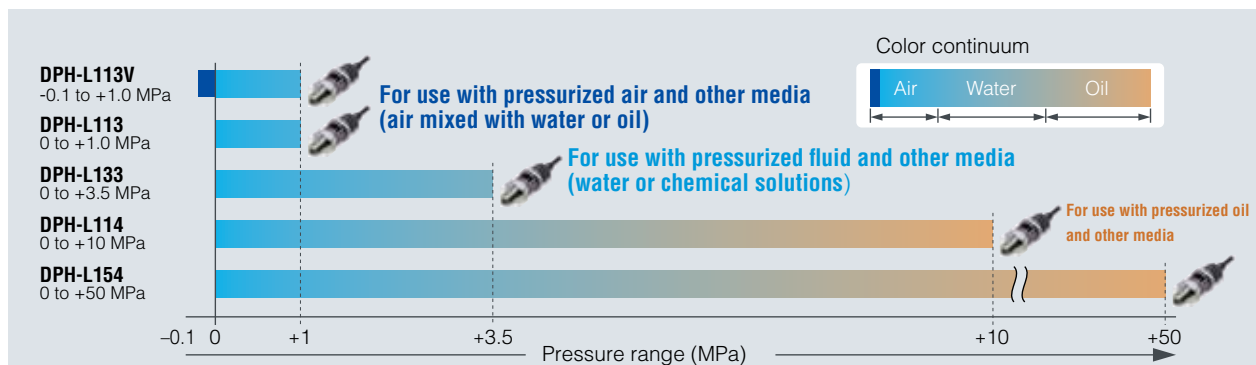 Color continuum
Air Water Oil
DPH-L113V
-0.1 to +1.0 MPa
For use with pressurized air and other media
(air mixed with water or oil)
DPH-L113
0 to +1.0 MPa
For use with pressurized fluid and other media
(water or chemical solutions)
DPH-L133
0 to +3.5 MPa
For use with pressurized oil
and other media
DPH-L114
0 to +10 MPa
DPH-L154
0 to +50 MPa
–0.1 0 +1 +3.5 +10 +50
Pressure range (MPa)